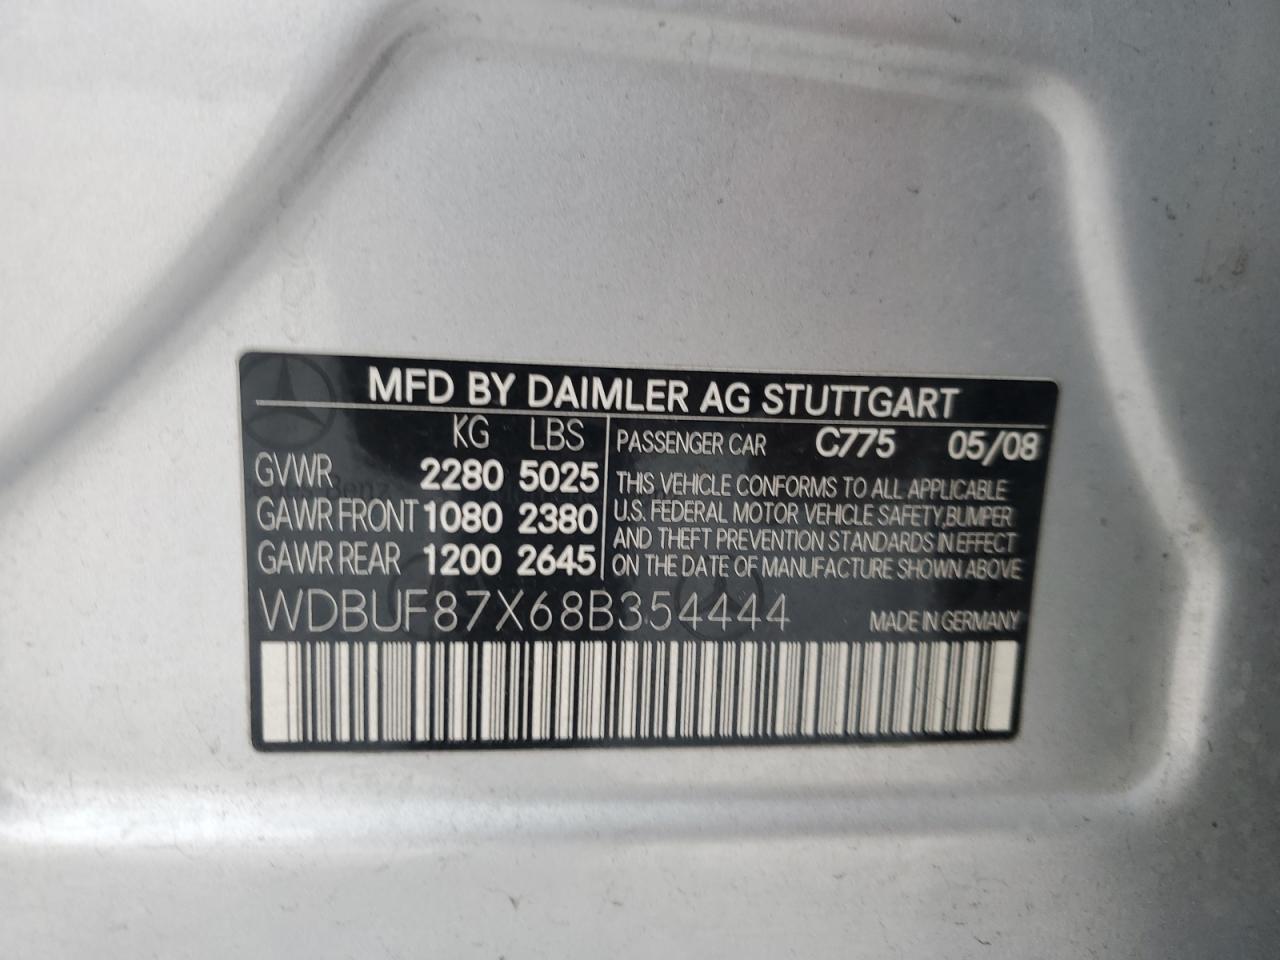 MFD BY DAIMLER AG STUTTGART
KG LBS
GVWR 2280 5025
GAWR FRONT 1080 2380
GAWR REAR 1200 2645
PASSENGER CAR C775 05/08
THIS VEHICLE CONFORMS TO ALL APPLICABLE
U.S. FEDERAL MOTOR VEHICLE SAFETY,BUMPER
AND THEFT PREVENTION STANDARDS IN EFFECT
ON THE DATE OF MANUFACTURE SHOWN ABOVE
WDBUF87X68B354444 MADE IN GERMANY